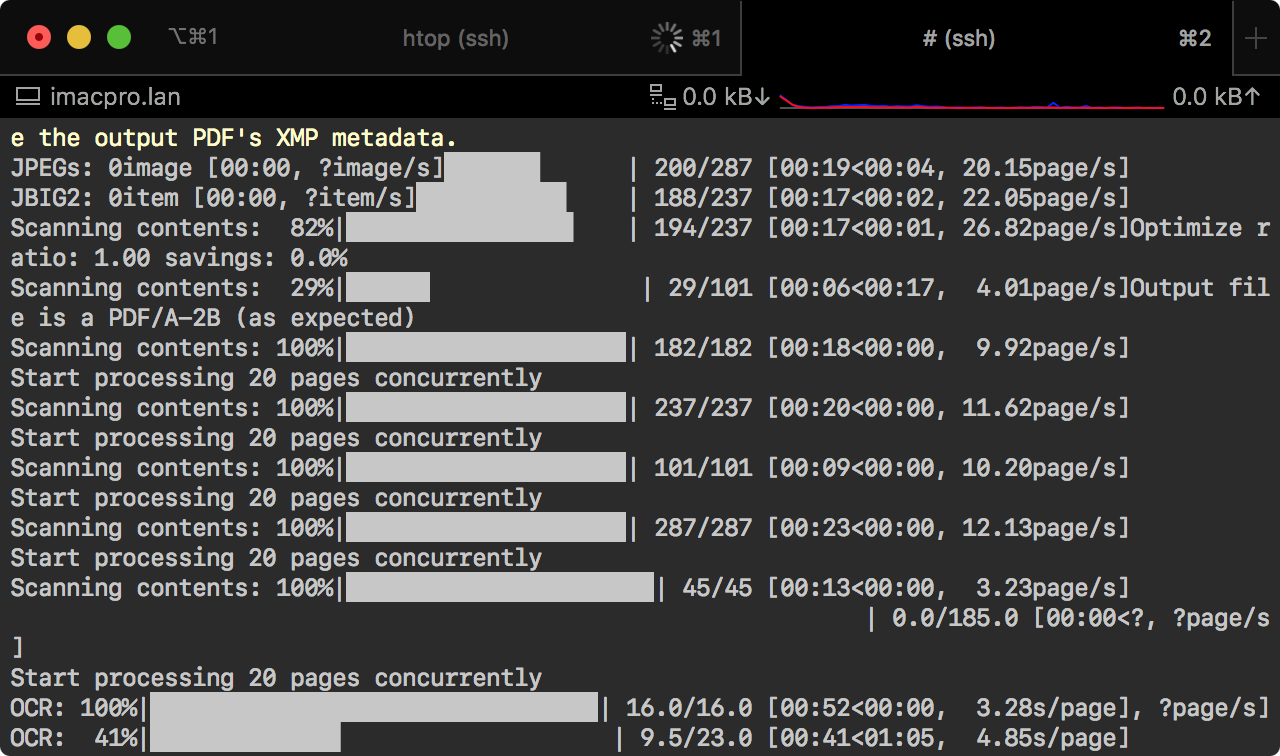 ⌥⌘1 htop (ssh) ⌘1 # (ssh) ⌘2 +
imacpro.lan 0.0 kB↓ 0.0 kB↑
e the output PDF's XMP metadata.
JPEGs: 0image [00:00, ?image/s] | 200/287 [00:19<00:04, 20.15page/s]
JBIG2: 0item [00:00, ?item/s] | 188/237 [00:17<00:02, 22.05page/s]
Scanning contents:  82%| | 194/237 [00:17<00:01, 26.82page/s]Optimize r
atio: 1.00 savings: 0.0%
Scanning contents:  29%| | 29/101 [00:06<00:17,  4.01page/s]Output fil
e is a PDF/A-2B (as expected)
Scanning contents: 100%| | 182/182 [00:18<00:00,  9.92page/s]
Start processing 20 pages concurrently
Scanning contents: 100%| | 237/237 [00:20<00:00, 11.62page/s]
Start processing 20 pages concurrently
Scanning contents: 100%| | 101/101 [00:09<00:00, 10.20page/s]
Start processing 20 pages concurrently
Scanning contents: 100%| | 287/287 [00:23<00:00, 12.13page/s]
Start processing 20 pages concurrently
Scanning contents: 100%| | 45/45 [00:13<00:00,  3.23page/s]
| 0.0/185.0 [00:00<?, ?page/s
]
Start processing 20 pages concurrently
OCR: 100%| | 16.0/16.0 [00:52<00:00,  3.28s/page], ?page/s]
OCR:  41%| | 9.5/23.0 [00:41<01:05,  4.85s/page]